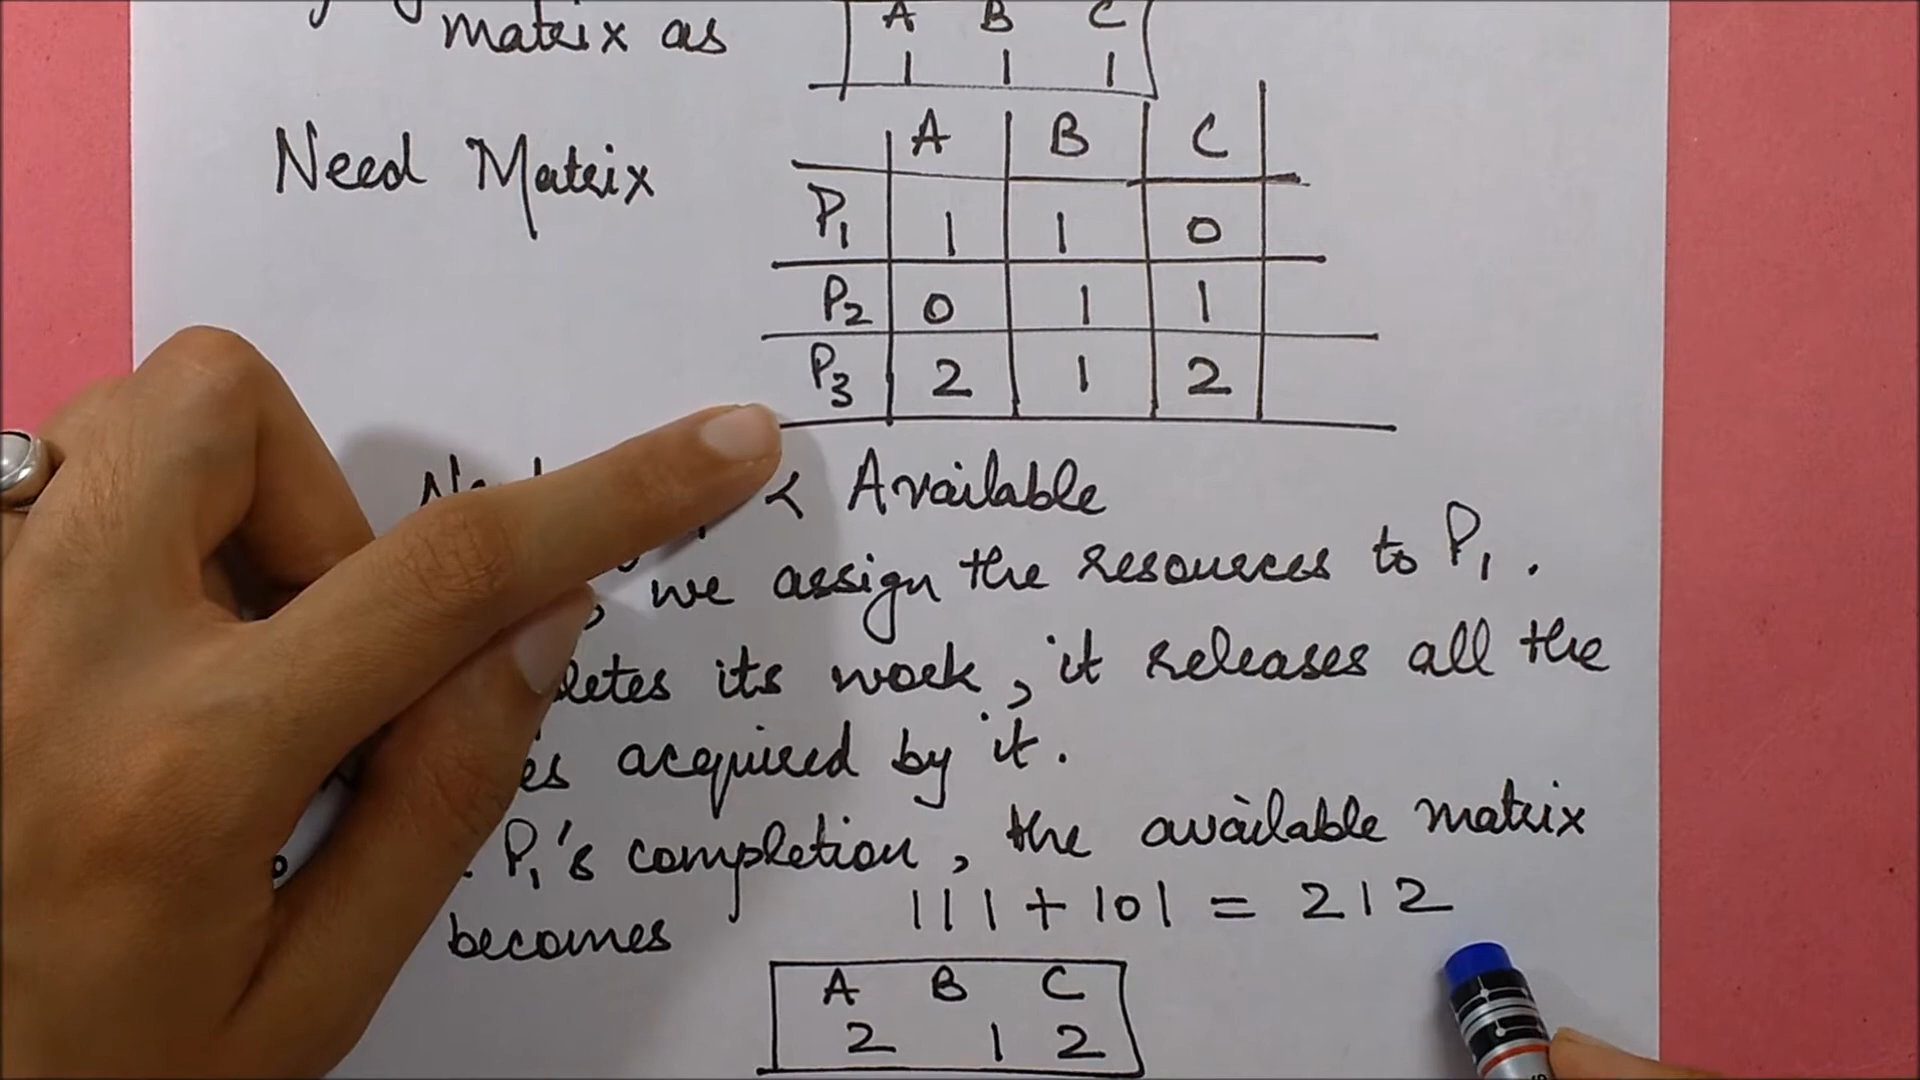 matrix as
A B C
1 1 1
Need Matrix
A B C
P1 1 1 0
P2 0 1 1
P3 2 1 2
< Available
, we assign the resources to P1.
its work, it releases all the
acquired by it.
P1's completion, the available matrix
becomes 111 + 101 = 212
A B C
2 1 2